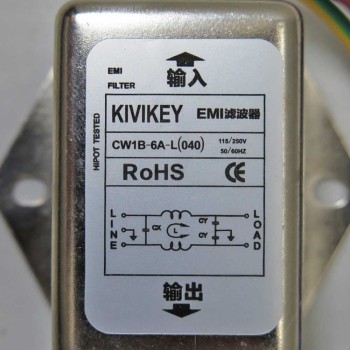 EMI
FILTER
输入
HIPOT TESTED
KIVIKEY EMI滤波器
CW1B-6A-L(040) 115/250V
50/60HZ
RoHS CE
LINE
CX
L
CY
CY
LOAD
输出